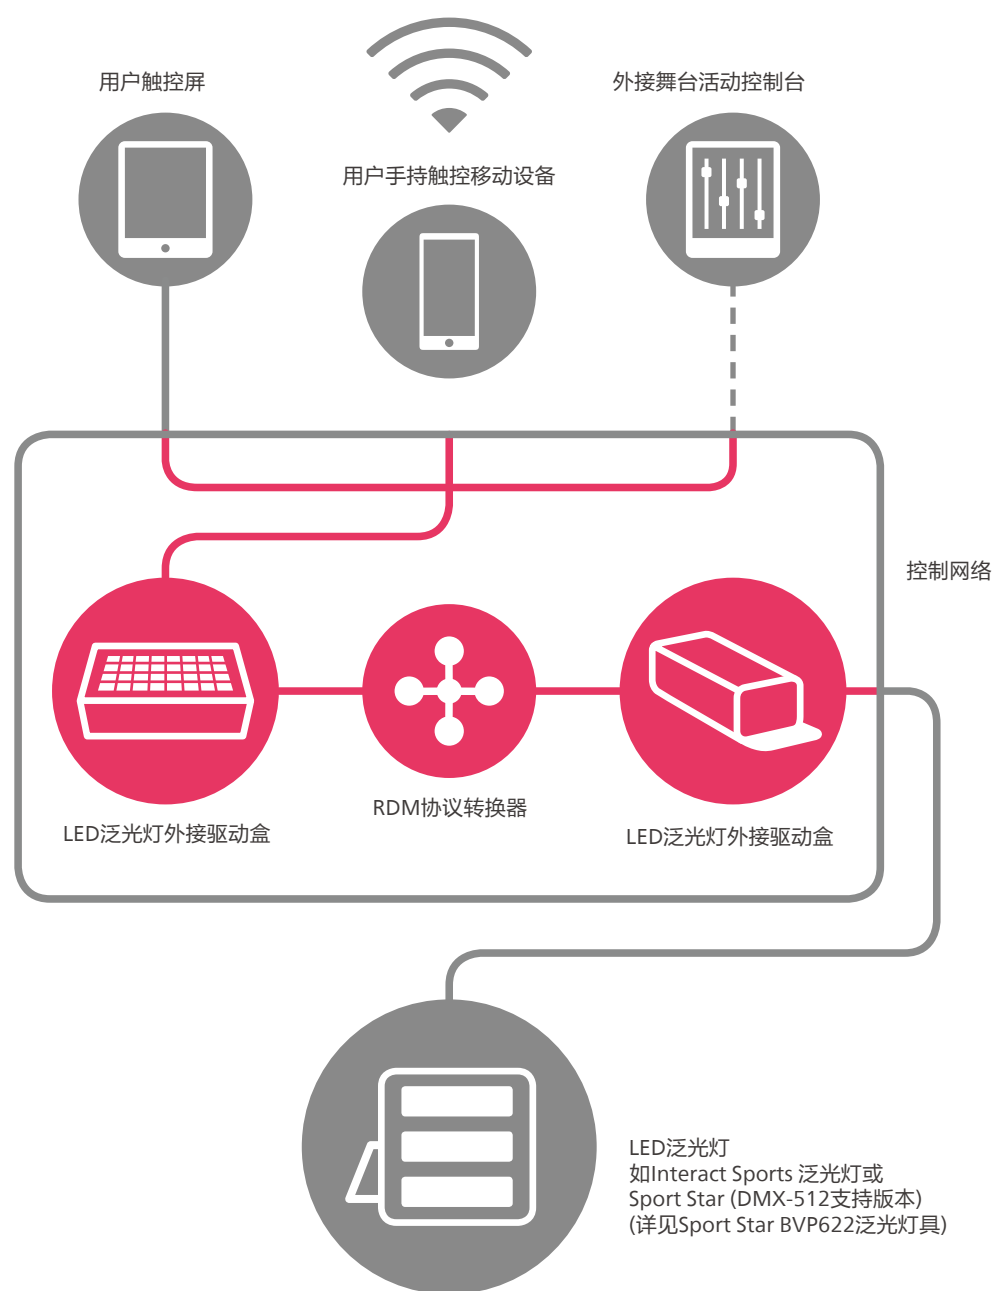 用户触控屏
外接舞台活动控制台
用户手持触控移动设备
控制网络
LED泛光灯外接驱动盒
RDM协议转换器
LED泛光灯外接驱动盒
LED泛光灯
如Interact Sports 泛光灯或
Sport Star (DMX-512支持版本)
(详见Sport Star BVP622泛光灯具)